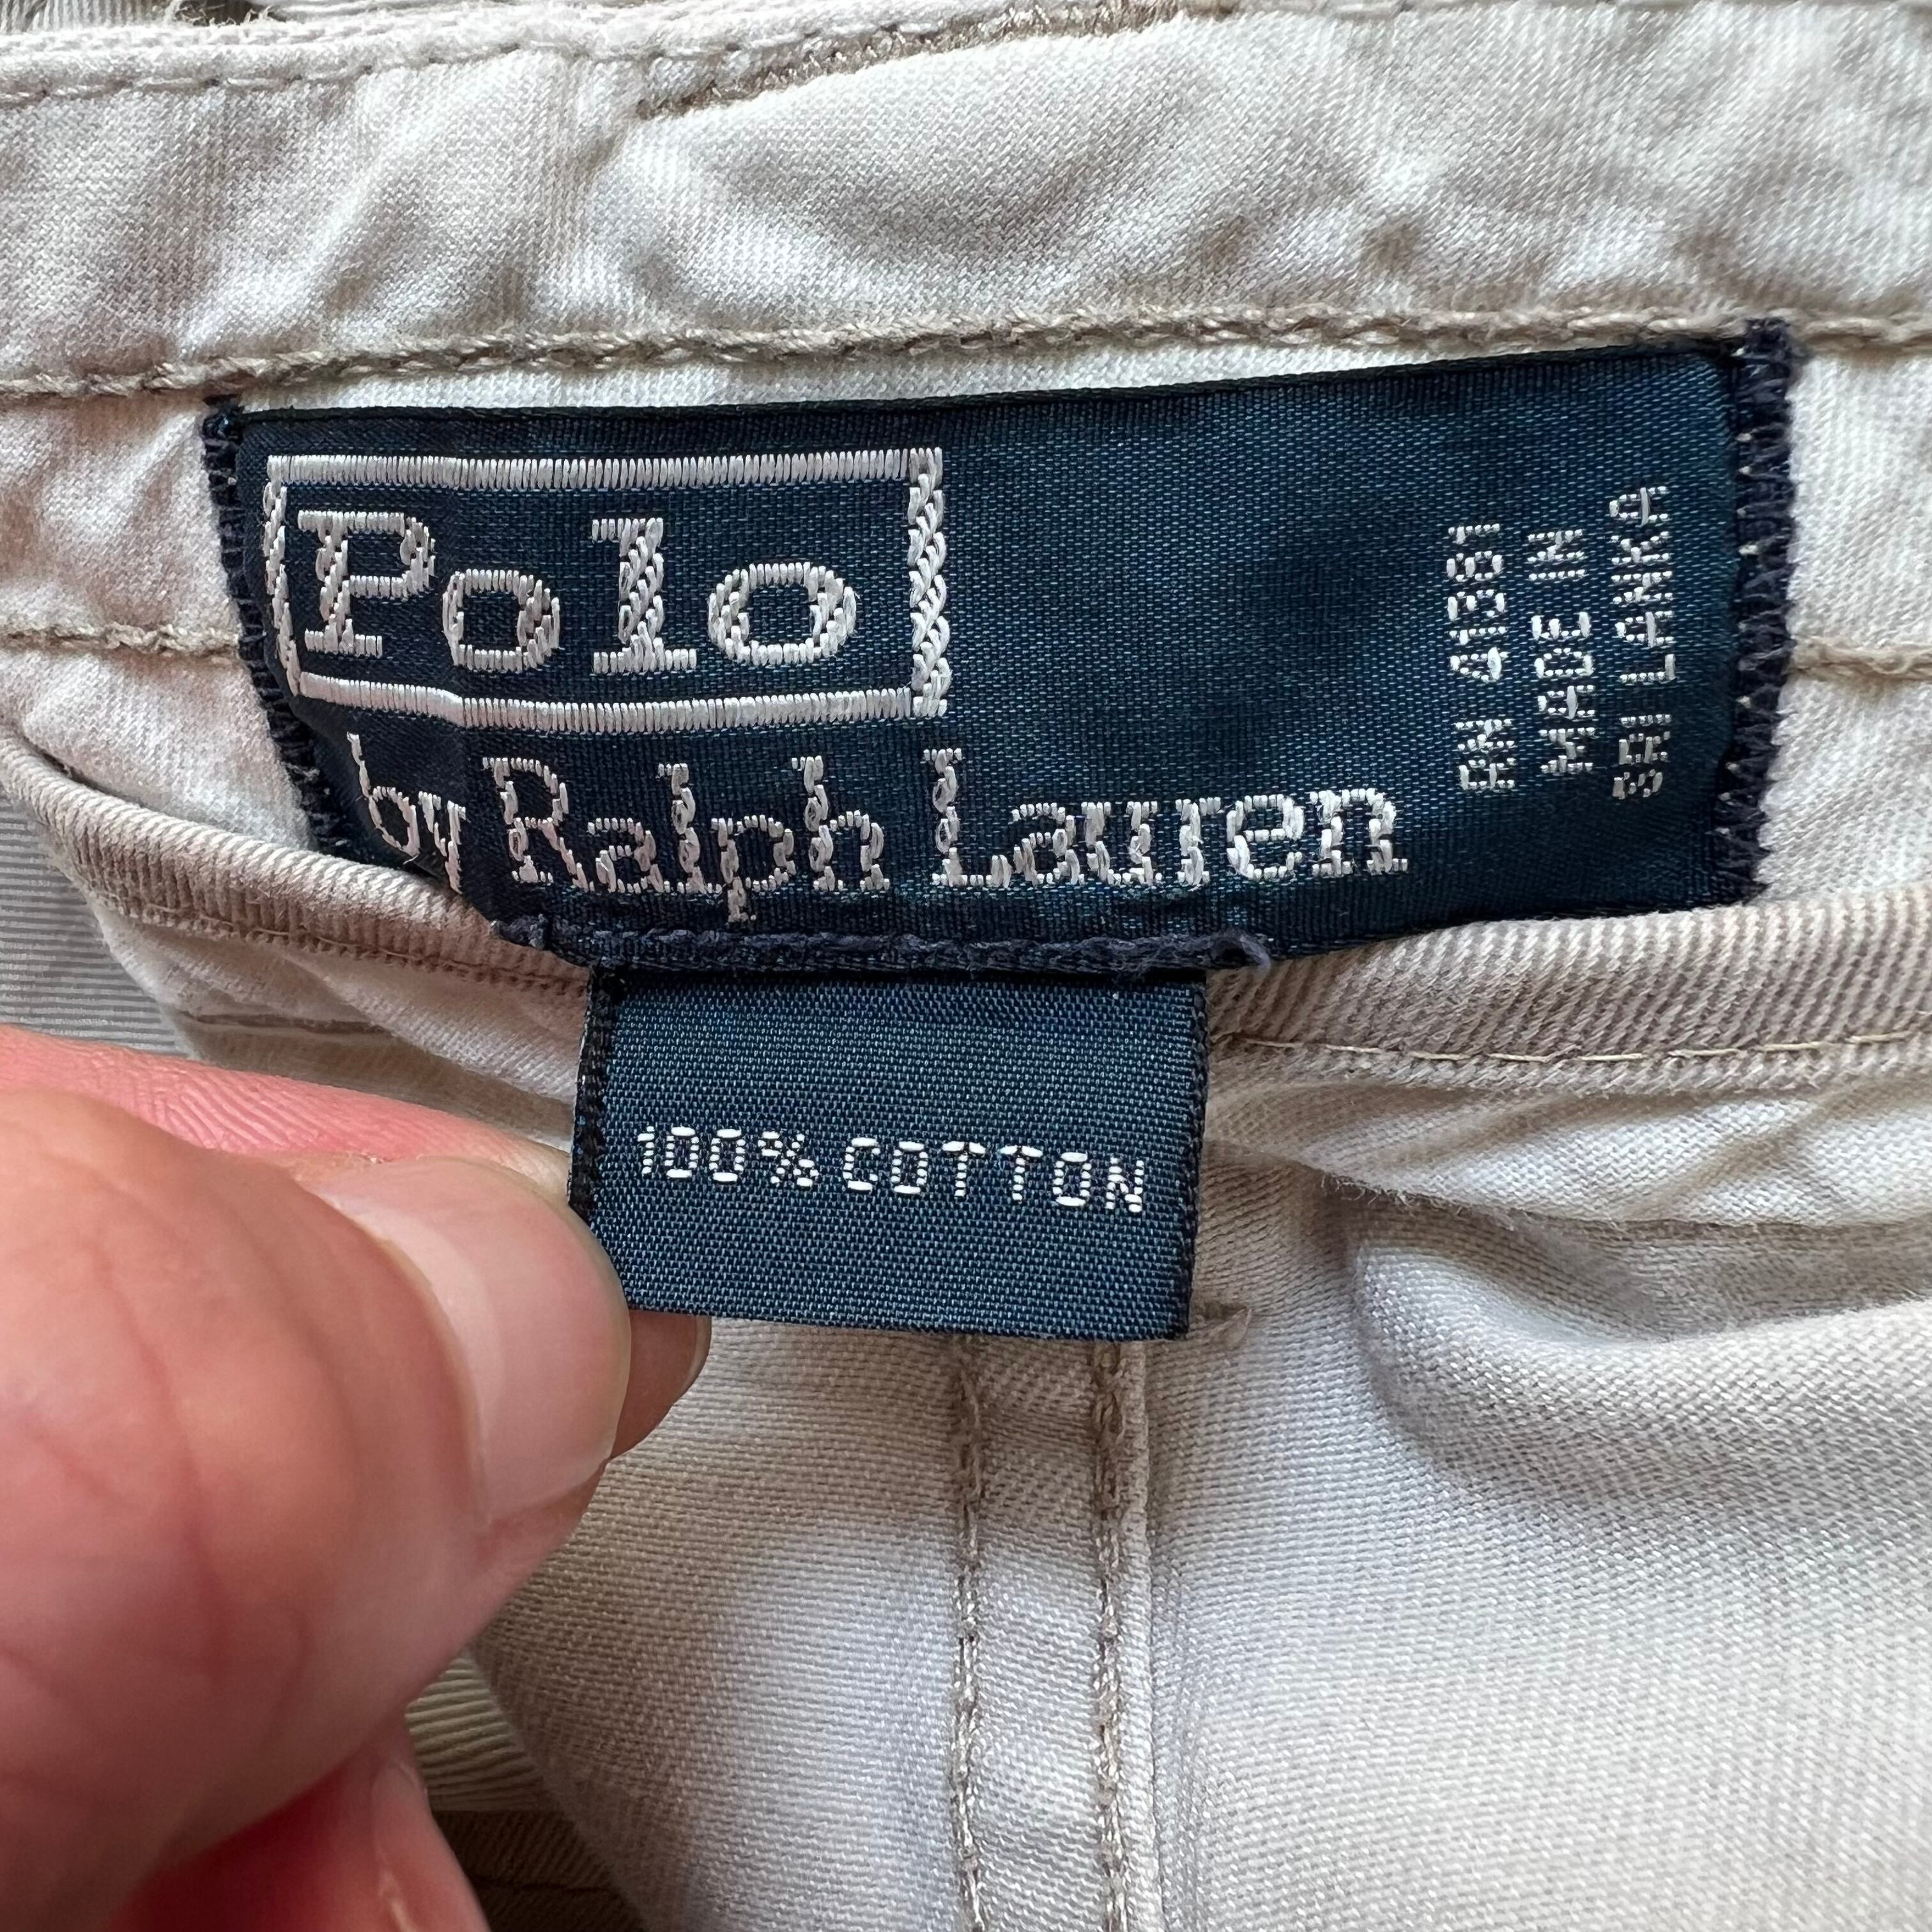 Polo
by Ralph Lauren
RN 41381
MADE IN
SRI LANKA
100% COTTON